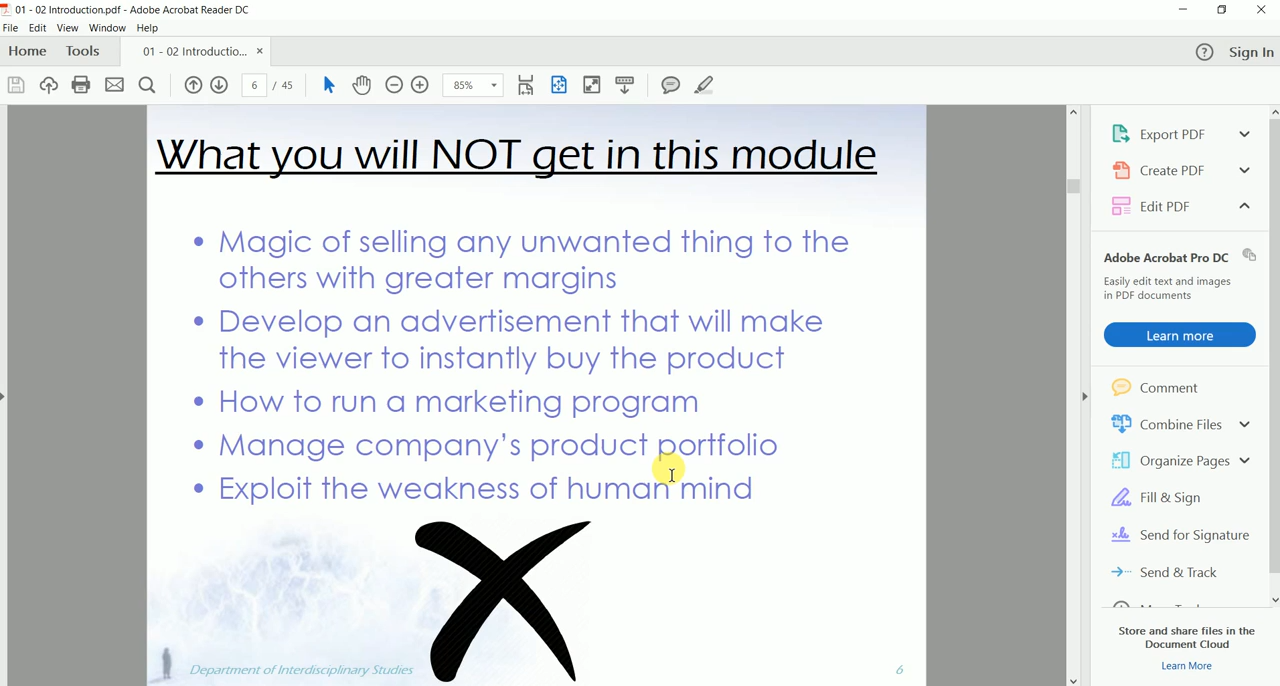 01 - 02 Introduction.pdf - Adobe Acrobat Reader DC
File Edit View Window Help
Home Tools 01 - 02 Introductio... × Sign In
6 / 45 85%
What you will NOT get in this module
• Magic of selling any unwanted thing to the
others with greater margins
• Develop an advertisement that will make
the viewer to instantly buy the product
• How to run a marketing program
• Manage company's product portfolio
• Exploit the weakness of human mind
Department of Interdisciplinary Studies 6
Export PDF
Create PDF
Edit PDF
Adobe Acrobat Pro DC
Easily edit text and images
in PDF documents
Learn more
Comment
Combine Files
Organize Pages
Fill & Sign
Send for Signature
Send & Track
Store and share files in the
Document Cloud
Learn More